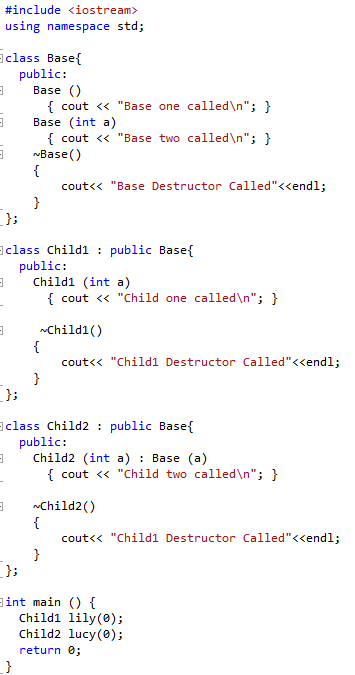 #include <iostream>
using namespace std;

class Base{
  public:
    Base ()
      { cout << "Base one called\n"; }
    Base (int a)
      { cout << "Base two called\n"; }
    ~Base()
    {
        cout<< "Base Destructor Called"<<endl;
    }
};

class Child1 : public Base{
  public:
    Child1 (int a)
      { cout << "Child one called\n"; }

     ~Child1()
    {
        cout<< "Child1 Destructor Called"<<endl;
    }
};

class Child2 : public Base{
  public:
    Child2 (int a) : Base (a)
      { cout << "Child two called\n"; }

    ~Child2()
    {
        cout<< "Child1 Destructor Called"<<endl;
    }
};

int main () {
  Child1 lily(0);
  Child2 lucy(0);
  return 0;
}